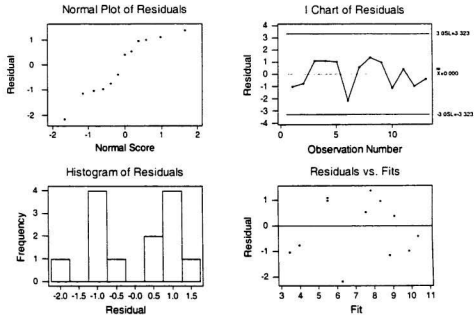 Normal Plot of Residuals
Residual
1
0
-1
-2
-2 -1 0 1 2
Normal Score
I Chart of Residuals
Residual
4
3
2
1
0
-1
-2
-3
-4
0 5 10
Observation Number
3 0SL=3 323
X=0 000
-3 0SL=-3 323
Histogram of Residuals
Frequency
4
3
2
1
0
-2.0 -1.5 -1.0 -0.5 -0.0 0.5 1.0 1.5
Residual
Residuals vs. Fits
Residual
1
0
-1
-2
3 4 5 6 7 8 9 10 11
Fit